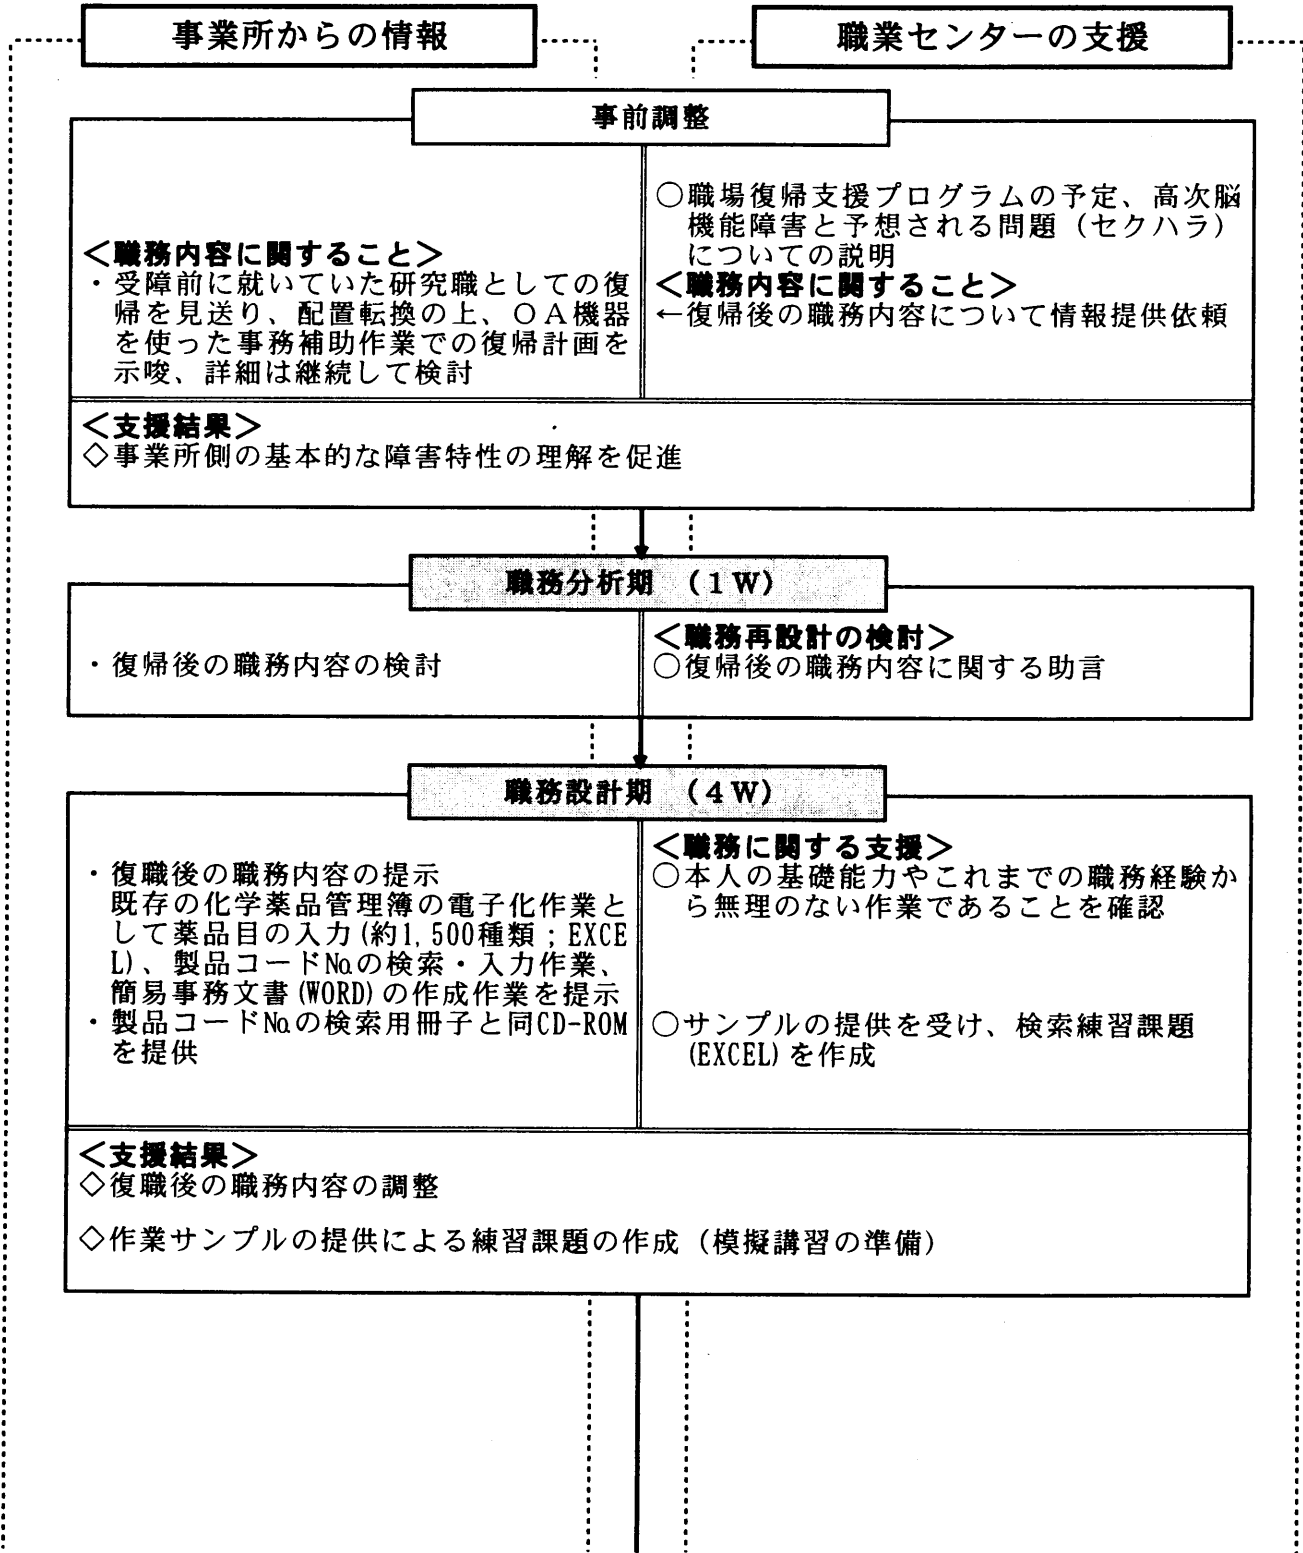 事業所からの情報
職業センターの支援
事前調整
＜職務内容に関すること＞
・受障前に就いていた研究職としての復
帰を見送り、配置転換の上、ＯＡ機器
を使った事務補助作業での復帰計画を
示唆、詳細は継続して検討
○職場復帰支援プログラムの予定、高次脳
機能障害と予想される問題（セクハラ）
についての説明
＜職務内容に関すること＞
←復帰後の職務内容について情報提供依頼
＜支援結果＞
◇事業所側の基本的な障害特性の理解を促進
職務分析期　（１Ｗ）
・復帰後の職務内容の検討
＜職務再設計の検討＞
○復帰後の職務内容に関する助言
職務設計期　（４Ｗ）
・復職後の職務内容の提示
既存の化学薬品管理簿の電子化作業と
して薬品目の入力(約1,500種類；EXCE
L)、製品コード№の検索・入力作業、
簡易事務文書(WORD)の作成作業を提示
・製品コード№の検索用冊子と同CD-ROM
を提供
＜職務に関する支援＞
○本人の基礎能力やこれまでの職務経験か
ら無理のない作業であることを確認
○サンプルの提供を受け、検索練習課題
(EXCEL)を作成
＜支援結果＞
◇復職後の職務内容の調整
◇作業サンプルの提供による練習課題の作成（模擬講習の準備）